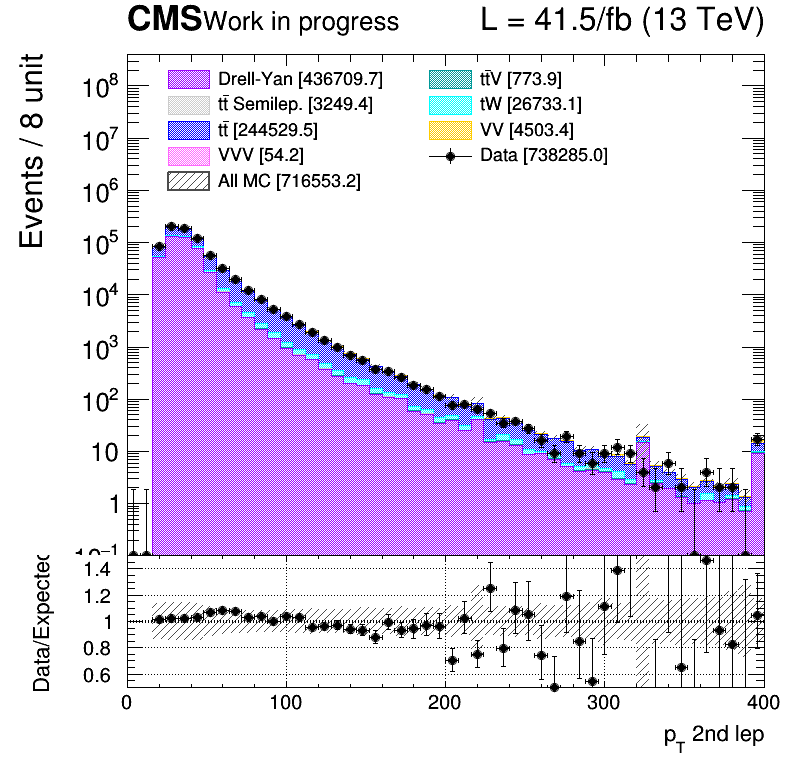 CMS Work in progress L = 41.5/fb (13 TeV)
Events / 8 unit
Drell-Yan [436709.7] tt̄V [773.9]
tt̄ Semilep. [3249.4] tW [26733.1]
tt̄ [244529.5] VV [4503.4]
VVV [54.2] Data [738285.0]
All MC [716553.2]
10⁸
10⁷
10⁶
10⁵
10⁴
10³
10²
10
1
10⁻¹
Data/Expected
1.4
1.2
1
0.8
0.6
0 100 200 300 400
p_T 2nd lep